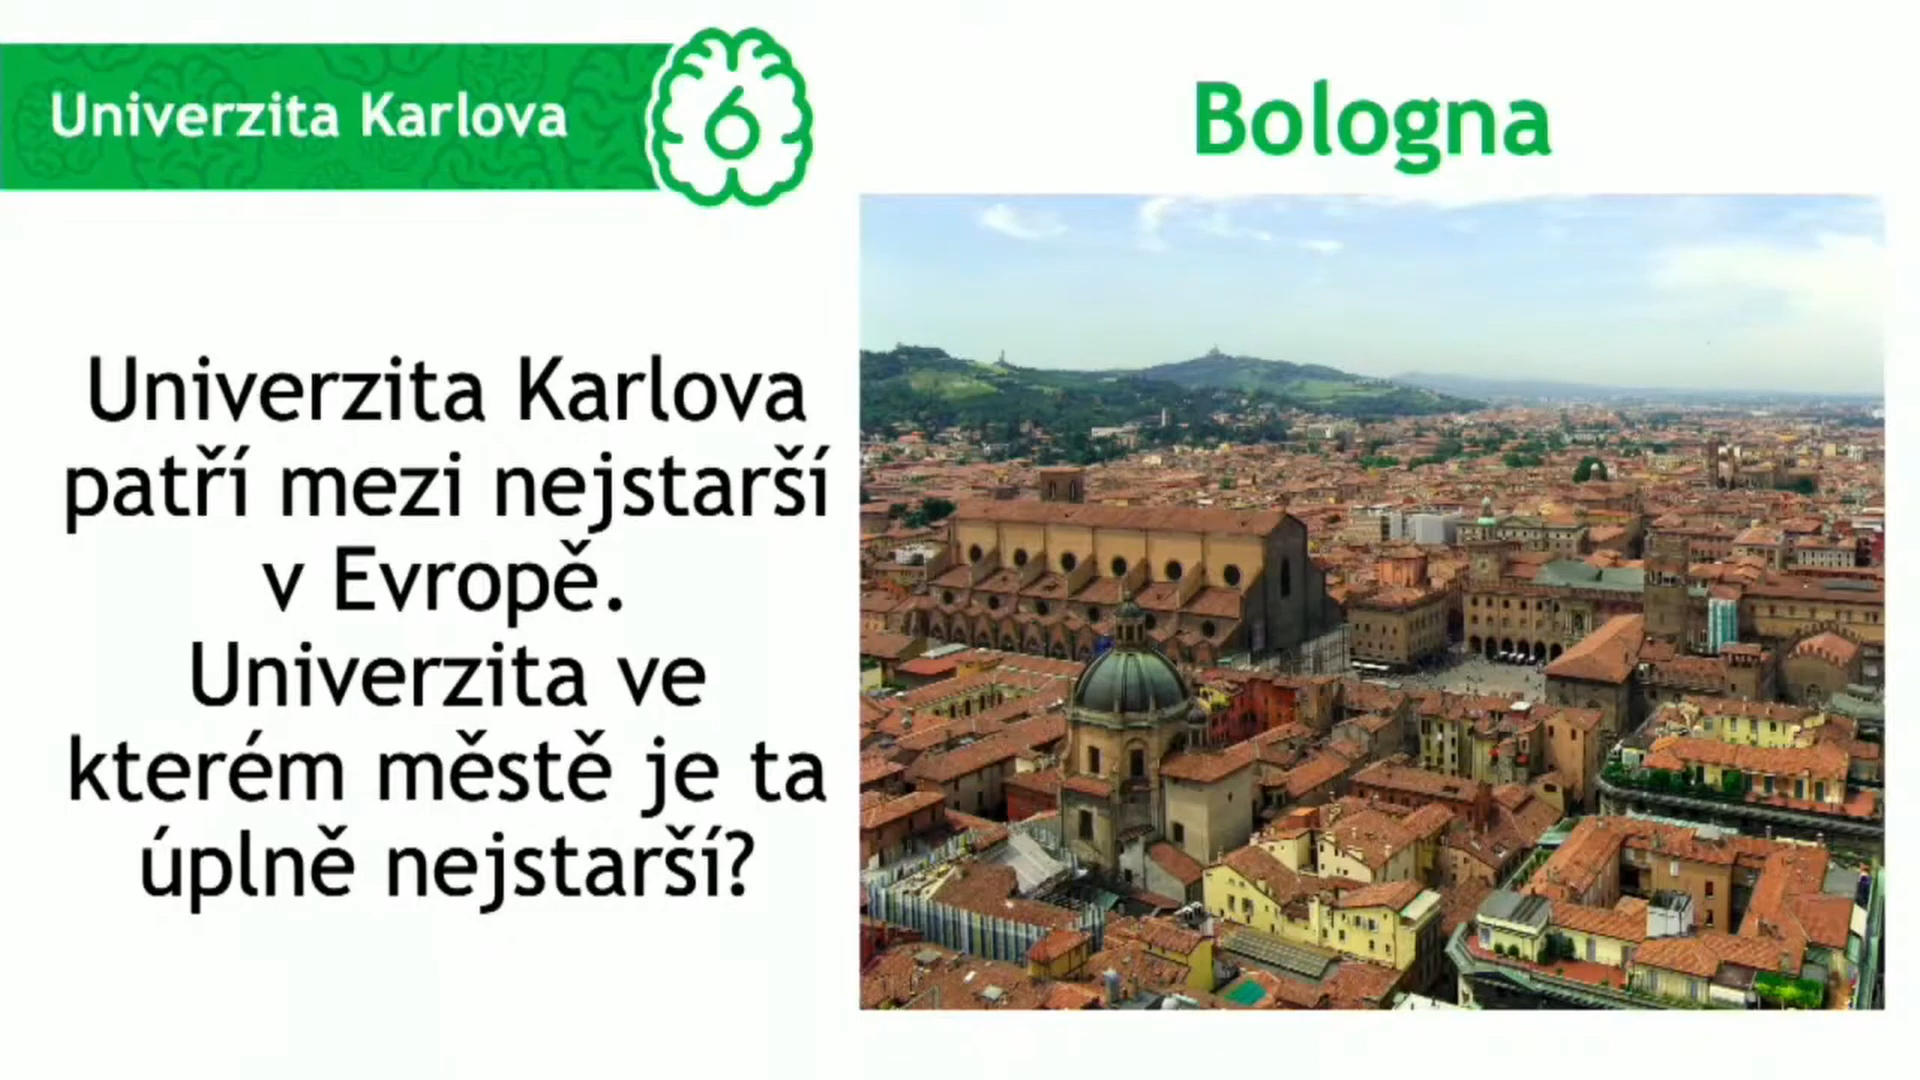 Univerzita Karlova
6
Bologna
Univerzita Karlova
patří mezi nejstarší
v Evropě.
Univerzita ve
kterém městě je ta
úplně nejstarší?